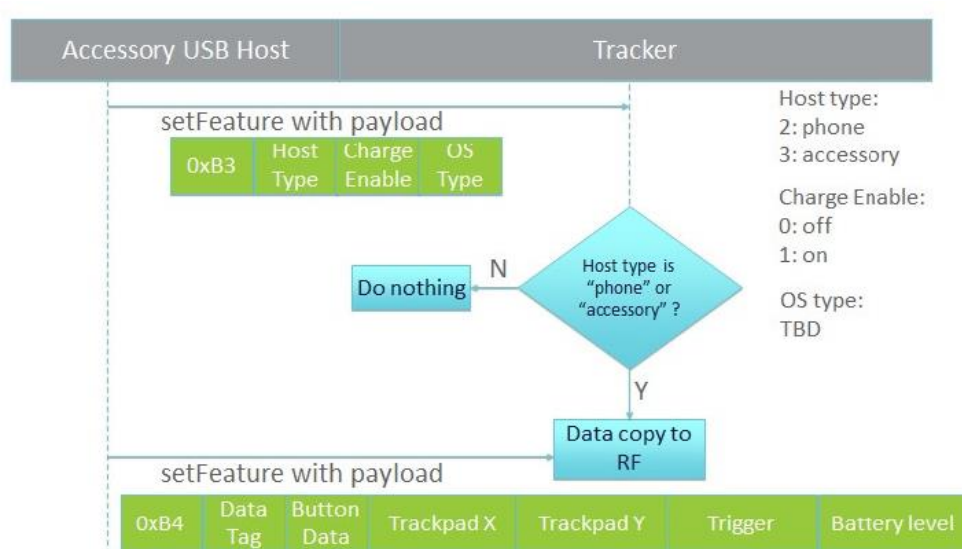 Accessory USB Host
Tracker
setFeature with payload
0xB3
Host
Type
Charge
Enable
OS
Type
Host type:
2: phone
3: accessory
Charge Enable:
0: off
1: on
OS type:
TBD
Host type is
“phone” or
“accessory” ?
N
Do nothing
Y
Data copy to
RF
setFeature with payload
0xB4
Data
Tag
Button
Data
Trackpad X
Trackpad Y
Trigger
Battery level